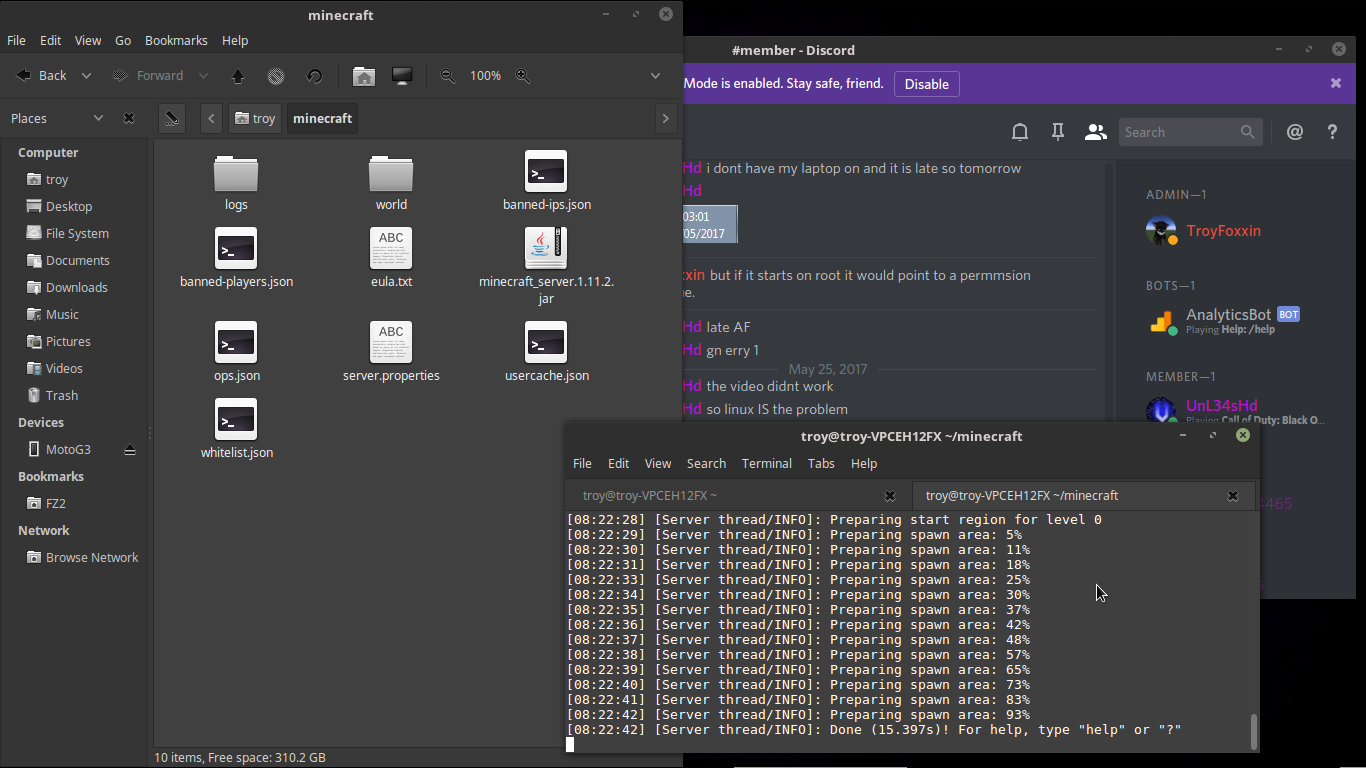 minecraft
File Edit View Go Bookmarks Help
Back Forward 100%
Places
troy minecraft
Computer
troy
Desktop
File System
Documents
Downloads
Music
Pictures
Videos
Trash
Devices
MotoG3
Bookmarks
FZ2
Network
Browse Network
logs world banned-ips.json
banned-players.json eula.txt minecraft_server.1.11.2.
jar
ABC
ABC
ops.json server.properties usercache.json
whitelist.json
10 items, Free space: 310.2 GB
#member - Discord
Mode is enabled. Stay safe, friend. Disable
Search
Hd i dont have my laptop on and it is late so tomorrow
Hd
03:01
05/2017
xin but if it starts on root it would point to a permmsion
e.
Hd late AF
Hd gn erry 1
May 25, 2017
Hd the video didnt work
Hd so linux IS the problem
ADMIN—1
TroyFoxxin
BOTS—1
AnalyticsBot BOT
Playing Help: /help
MEMBER—1
UnL34sHd
Playing Call of Duty: Black O...
4465
troy@troy-VPCEH12FX ~/minecraft
File Edit View Search Terminal Tabs Help
troy@troy-VPCEH12FX ~ troy@troy-VPCEH12FX ~/minecraft
[08:22:28] [Server thread/INFO]: Preparing start region for level 0
[08:22:29] [Server thread/INFO]: Preparing spawn area: 5%
[08:22:30] [Server thread/INFO]: Preparing spawn area: 11%
[08:22:31] [Server thread/INFO]: Preparing spawn area: 18%
[08:22:33] [Server thread/INFO]: Preparing spawn area: 25%
[08:22:34] [Server thread/INFO]: Preparing spawn area: 30%
[08:22:35] [Server thread/INFO]: Preparing spawn area: 37%
[08:22:36] [Server thread/INFO]: Preparing spawn area: 42%
[08:22:37] [Server thread/INFO]: Preparing spawn area: 48%
[08:22:38] [Server thread/INFO]: Preparing spawn area: 57%
[08:22:39] [Server thread/INFO]: Preparing spawn area: 65%
[08:22:40] [Server thread/INFO]: Preparing spawn area: 73%
[08:22:41] [Server thread/INFO]: Preparing spawn area: 83%
[08:22:42] [Server thread/INFO]: Preparing spawn area: 93%
[08:22:42] [Server thread/INFO]: Done (15.397s)! For help, type "help" or "?"